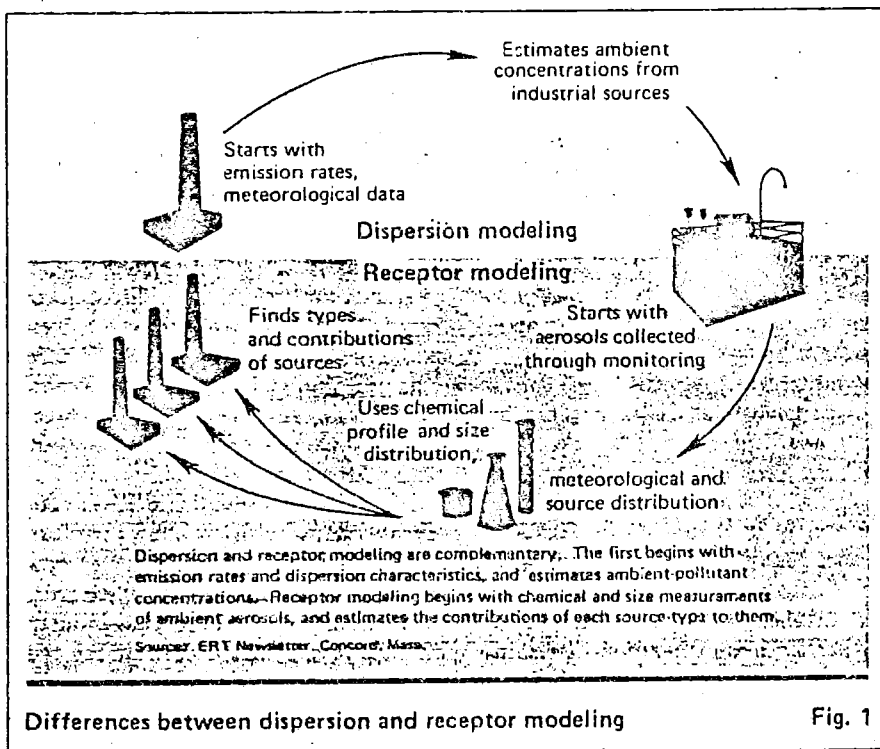 Estimates ambient
concentrations from
industrial sources
Starts with
emission rates,
meteorological data
Dispersion modeling
Receptor modeling
Finds types
and contributions
of sources
Starts with
aerosols collected
through monitoring
Uses chemical
profile and size
distribution,
meteorological and
source distribution
Dispersion and receptor modeling are complementary. The first begins with
emission rates and dispersion characteristics, and estimates ambient-pollutant
concentrations. Receptor modeling begins with chemical and size measurements
of ambient aerosols, and estimates the contributions of each source-type to them.
Source: ERT Newsletter, Concord, Mass.
Differences between dispersion and receptor modeling
Fig. 1